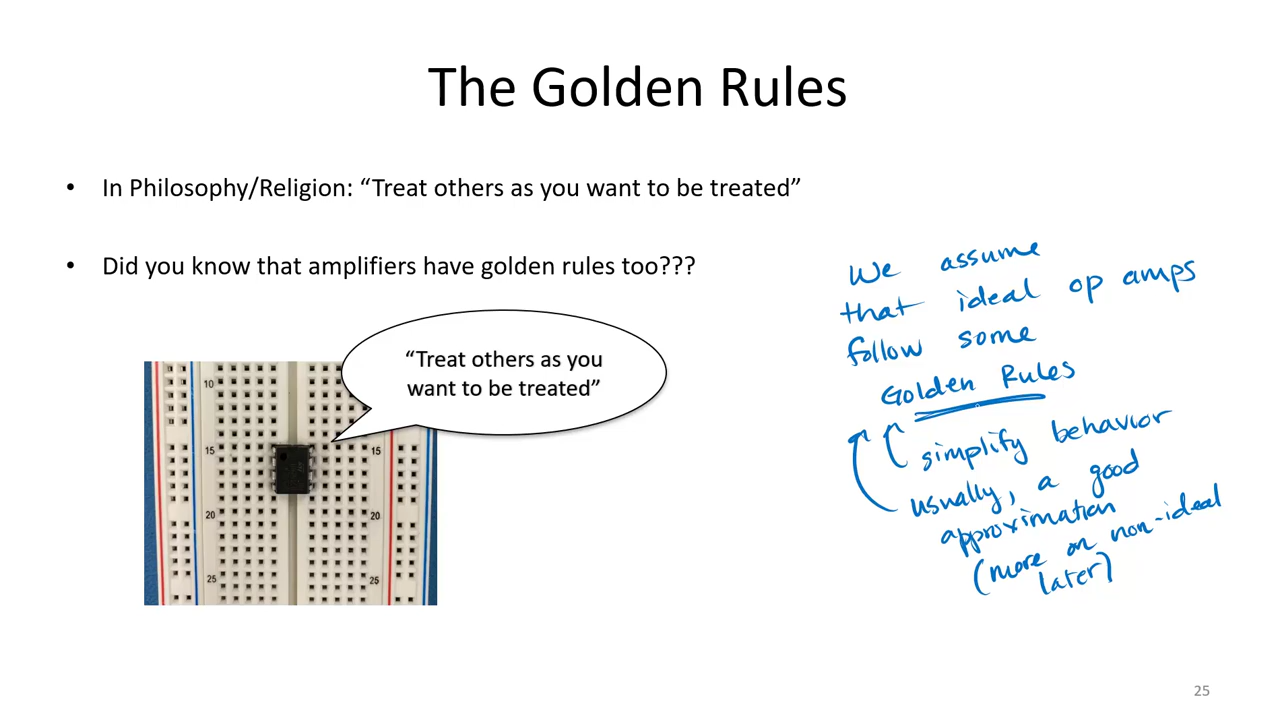 The Golden Rules
• In Philosophy/Religion: “Treat others as you want to be treated”
• Did you know that amplifiers have golden rules too???
“Treat others as you
want to be treated”
10
15
15
20
20
25
25
We assume
that ideal op amps
follow some
Golden Rules
simplify behavior
usually, a good
approximation
(more on non-ideal
later)
25